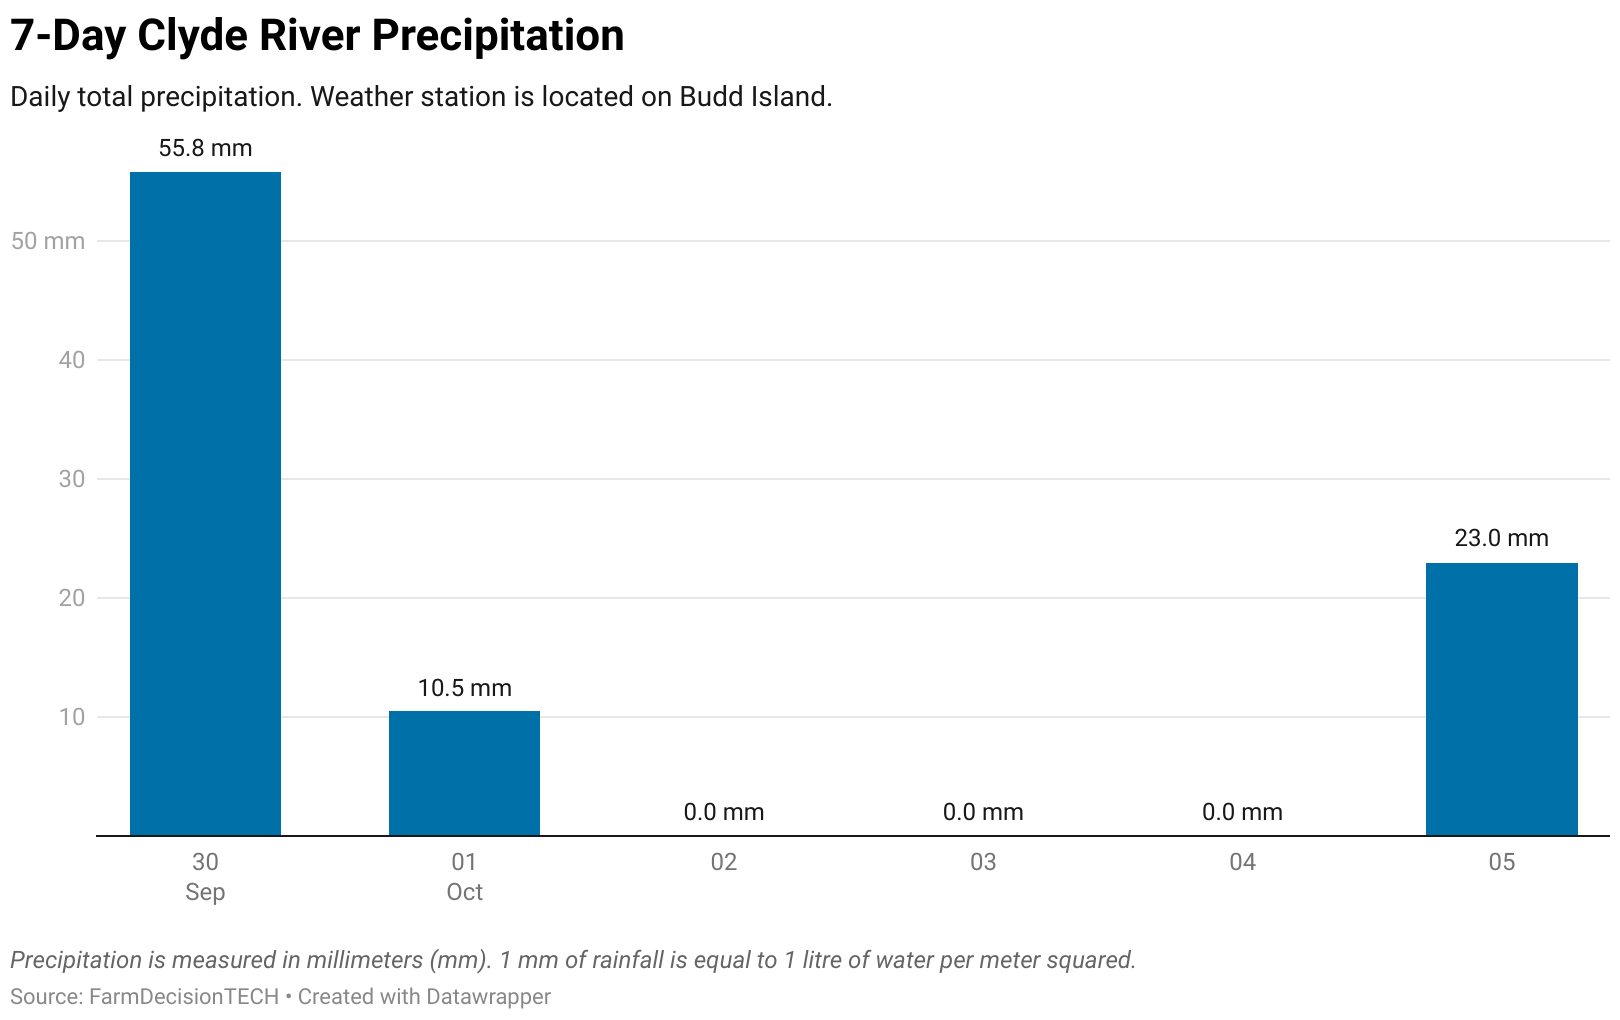 7-Day Clyde River Precipitation
Daily total precipitation. Weather station is located on Budd Island.
55.8 mm
50 mm
40
30
23.0 mm
20
10.5 mm
10
0.0 mm 0.0 mm 0.0 mm
30 01 02 03 04 05
Sep Oct
Precipitation is measured in millimeters (mm). 1 mm of rainfall is equal to 1 litre of water per meter squared.
Source: FarmDecisionTECH • Created with Datawrapper